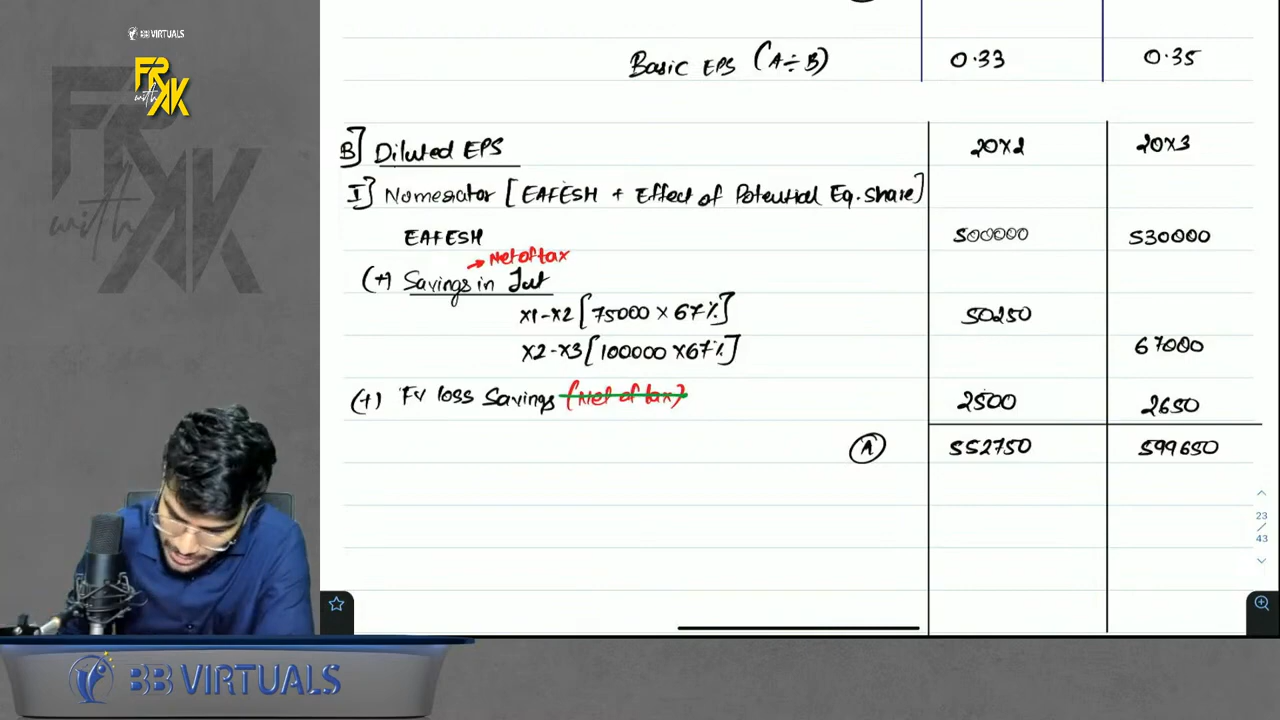 BB VIRTUALS
FR
with
AK
Basic EPS (A÷B) 0.33 0.35
B] Diluted EPS 20x2 20x3
I] Numerator [EAFESH + Effect of Potential Eq. Share]
EAFESH 500000 530000
Net of tax
(+) Savings in Int
x1-x2 [75000 × 67%] 50250
x2-x3 [100000 × 67%] 67000
(+) FV loss Savings (Net of tax) 2500 2650
A 552750 599650
23
/
43
BB VIRTUALS